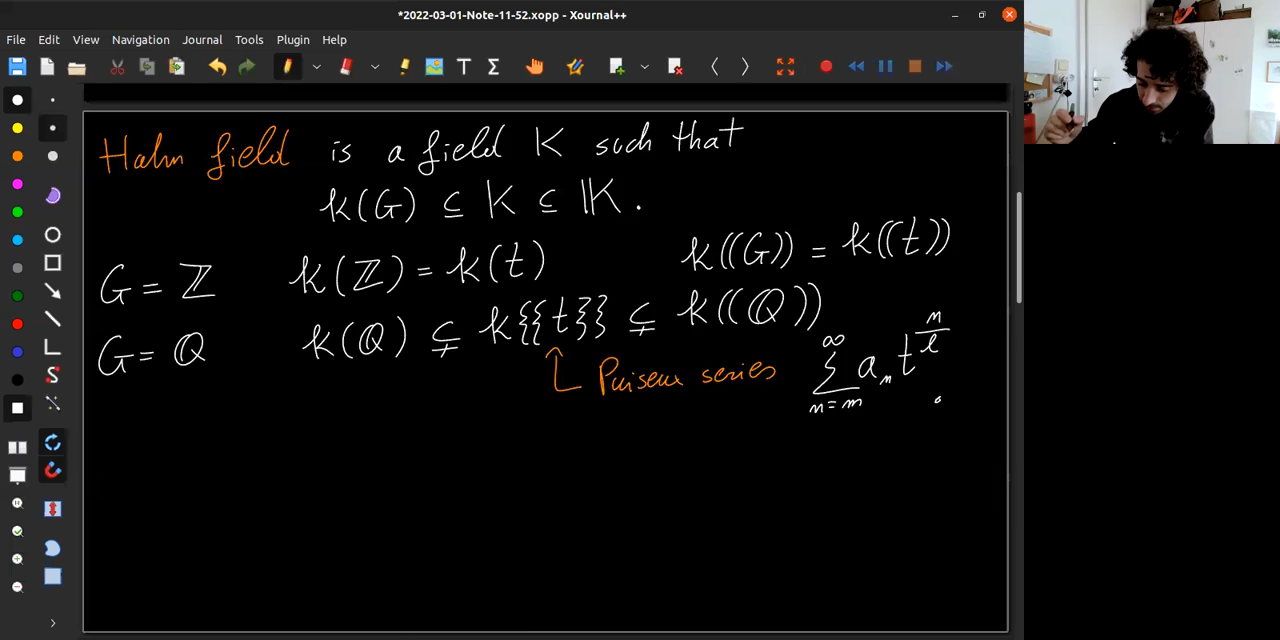 *2022-03-01-Note-11-52.xopp - Xournal++
File Edit View Navigation Journal Tools Plugin Help
Hahn field is a field K such that
k(G) ⊆ K ⊆ 𝕂.
G = ℤ k(ℤ) = k(t) k((G)) = k((t))
G = ℚ k(ℚ) ⊊ k{{t}} ⊊ k((ℚ))
Puiseux series ∑_{n=m}^{∞} a_n t^{n/l}